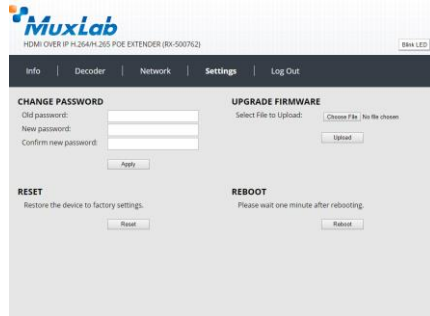 MuxLab
HDMI OVER IP H.264/H.265 POE EXTENDER (RX-500762)
Blink LED
Info | Decoder | Network | Settings | Log Out
CHANGE PASSWORD
Old password:
New password:
Confirm new password:
Apply
UPGRADE FIRMWARE
Select File to Upload: Choose File No file chosen
Upload
RESET
Restore the device to factory settings.
Reset
REBOOT
Please wait one minute after rebooting.
Reboot